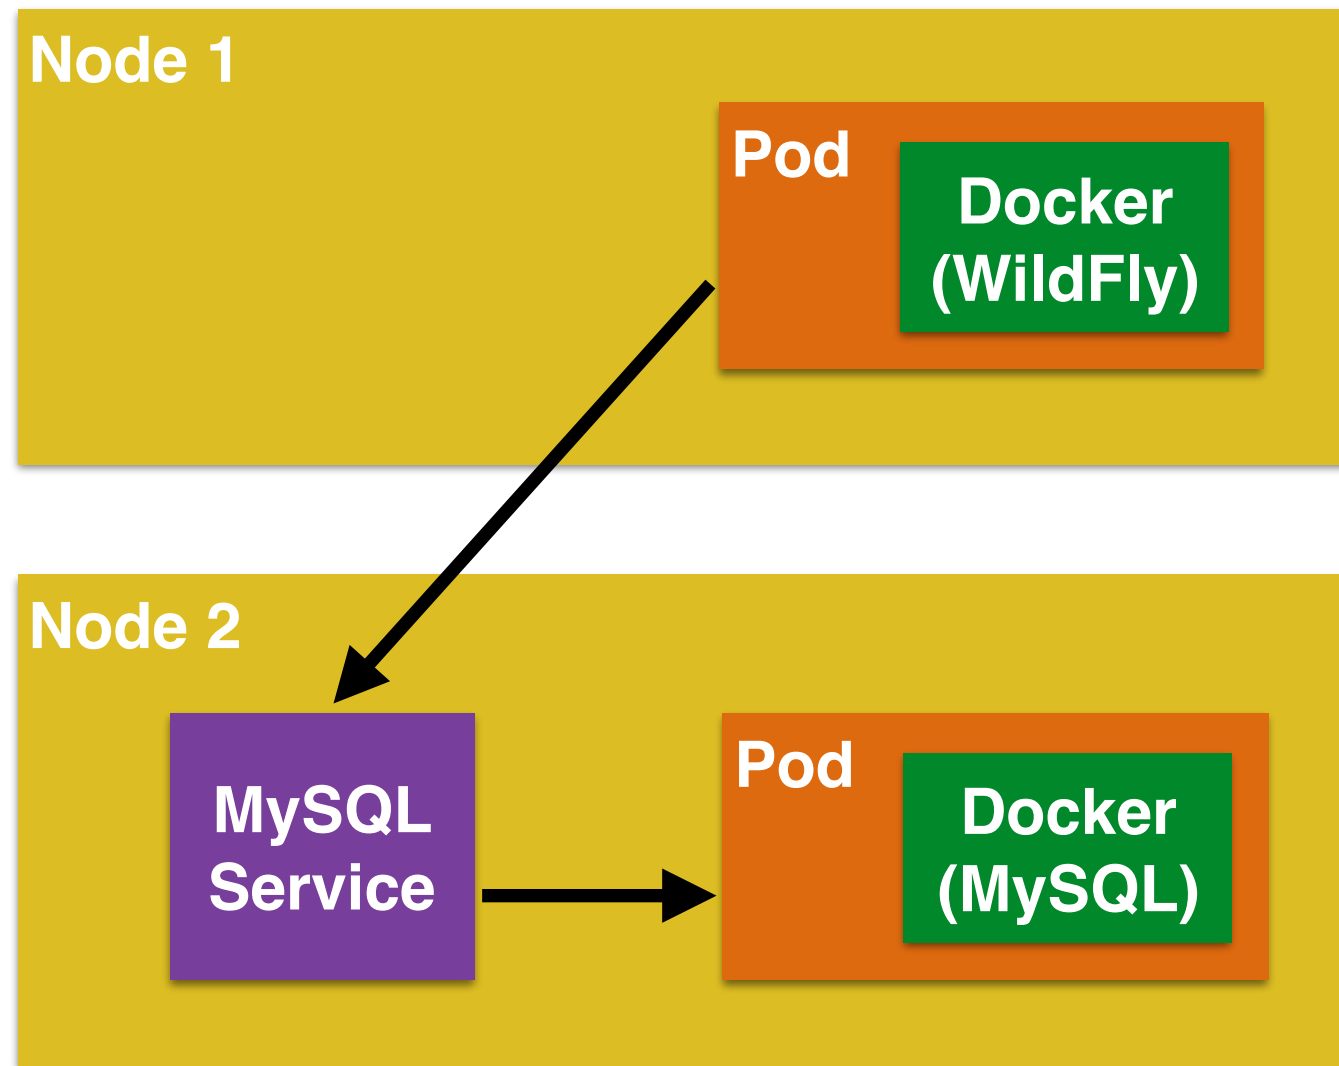 Node 1
Pod
Docker
(WildFly)
Node 2
MySQL
Service
Pod
Docker
(MySQL)